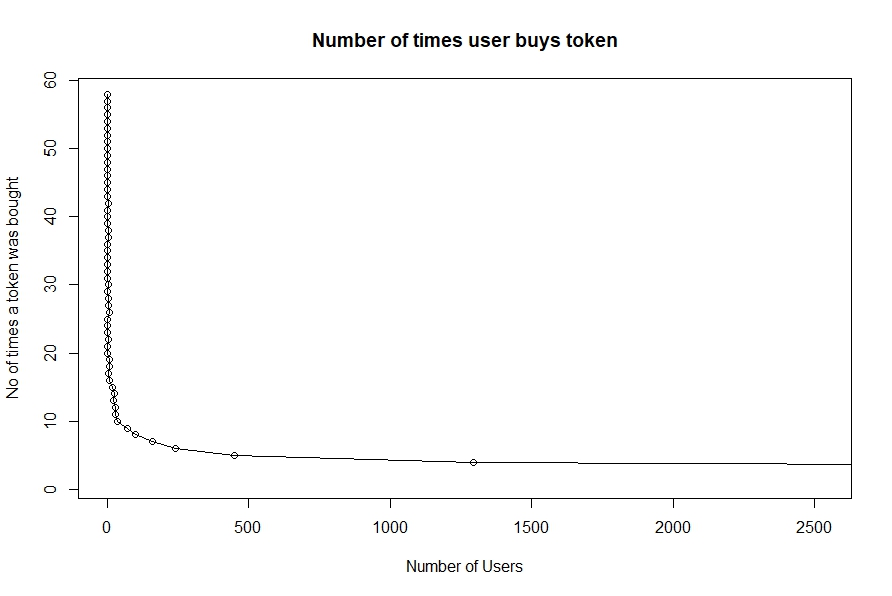 Number of times user buys token
No of times a token was bought
60
50
40
30
20
10
0
0 500 1000 1500 2000 2500
Number of Users